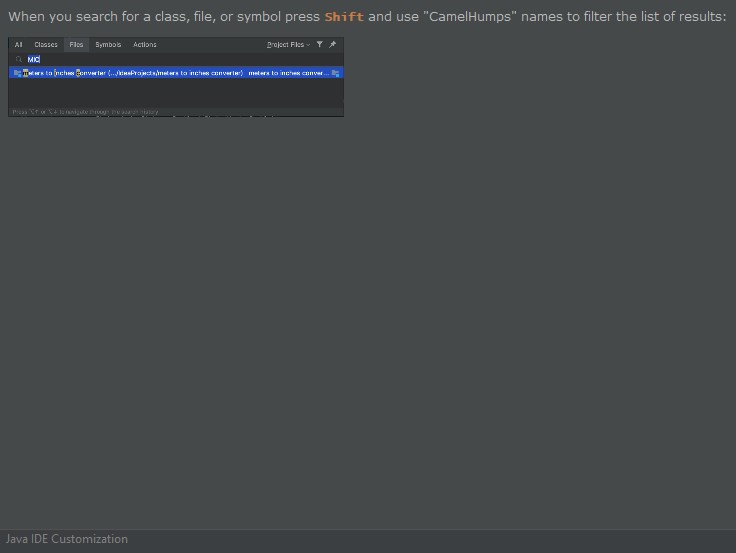 When you search for a class, file, or symbol press Shift and use "CamelHumps" names to filter the list of results:
All Classes Files Symbols Actions Project Files
MIC
meters to inches converter (.../IdeaProjects/meters to inches converter) meters to inches conver...
to navigate through the search history
Java IDE Customization